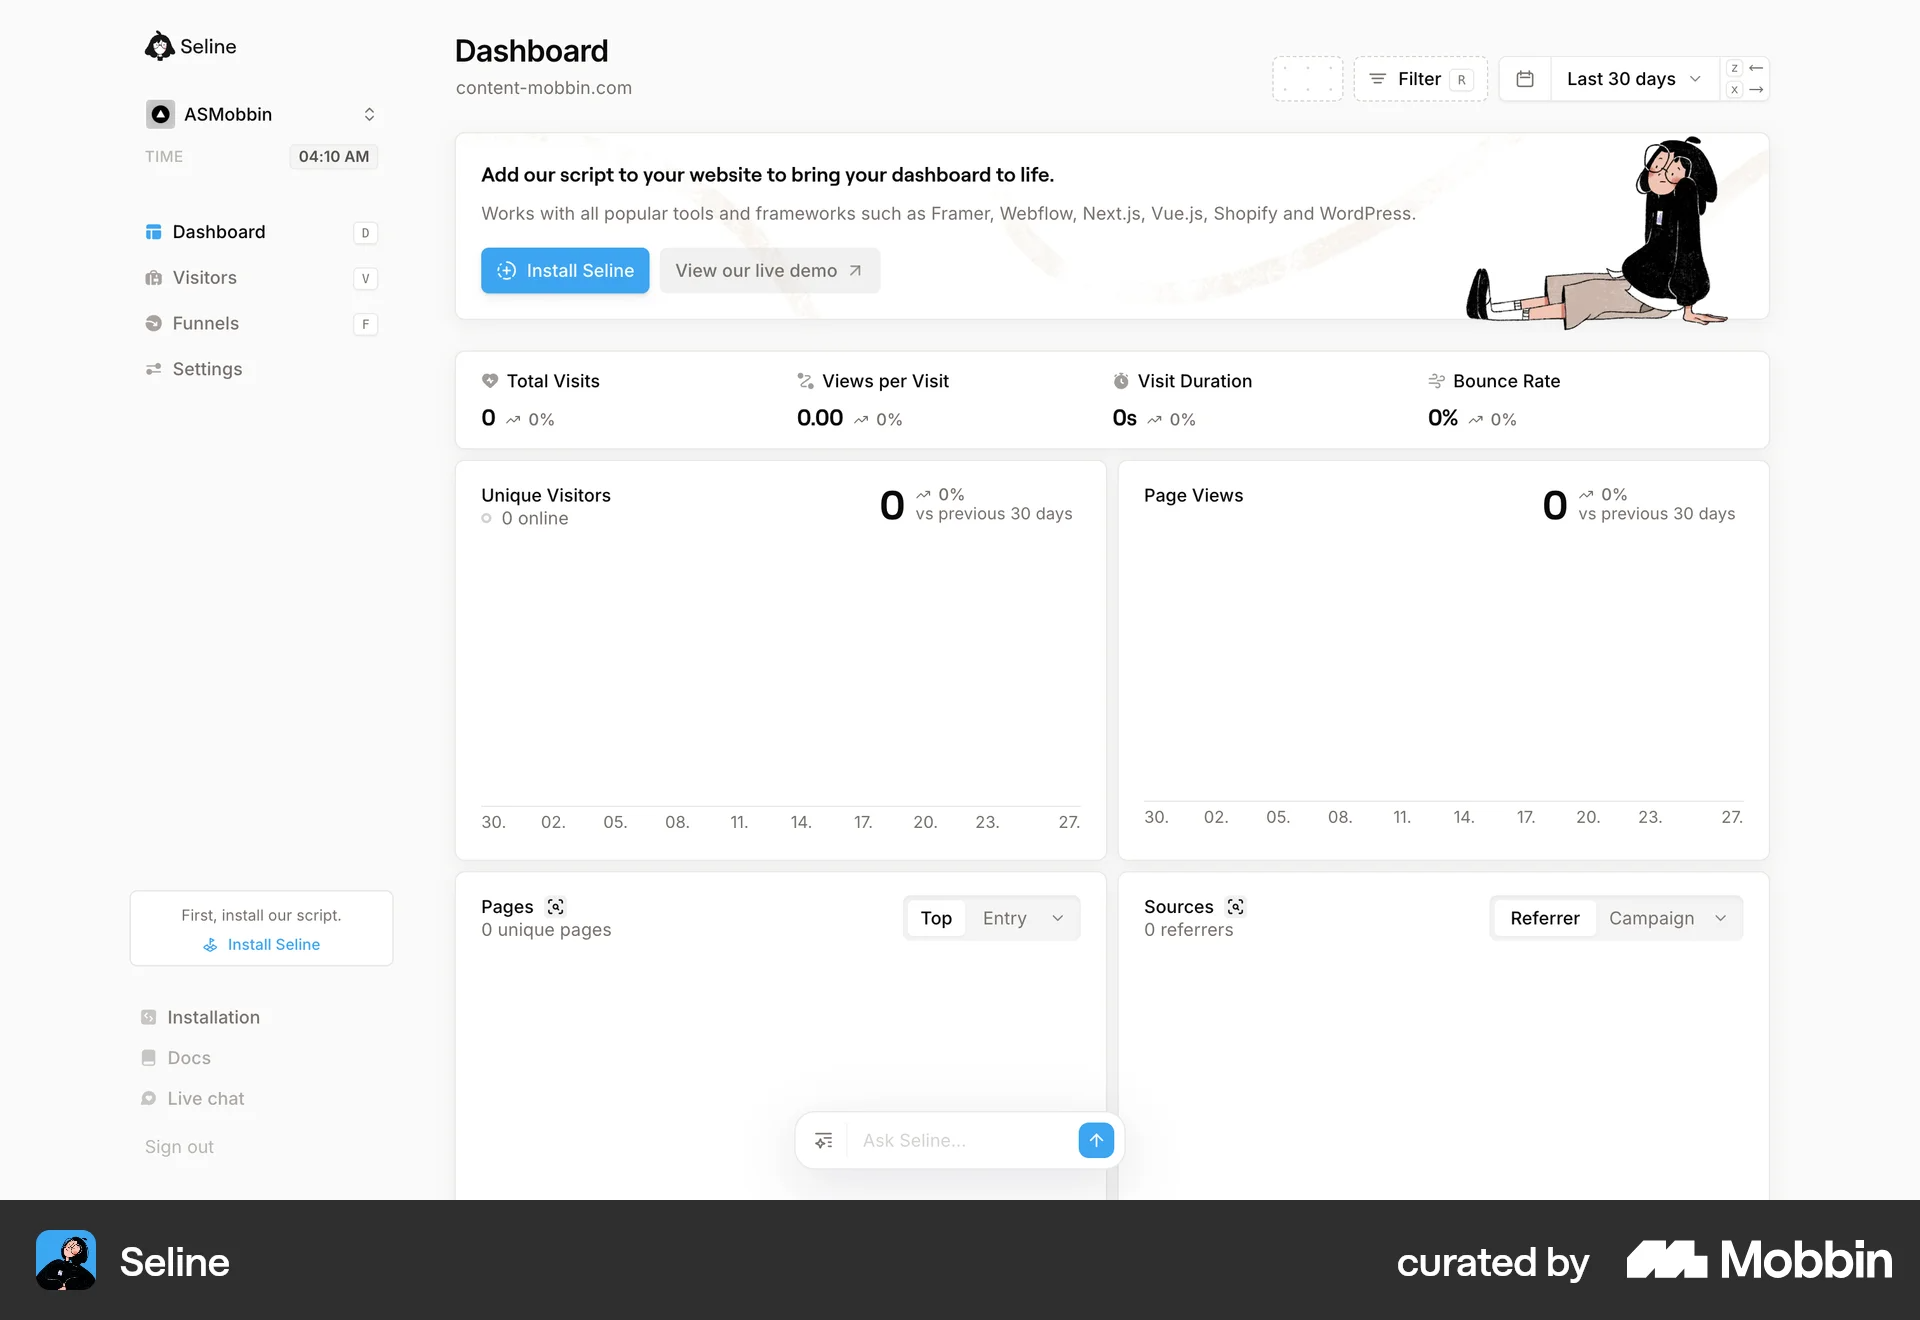 Seline
ASMobbin
TIME 04:10 AM
Dashboard D
Visitors V
Funnels F
Settings
First, install our script.
Install Seline
Installation
Docs
Live chat
Sign out
Dashboard
content-mobbin.com
Filter R
Last 30 days
Z ←
X →
Add our script to your website to bring your dashboard to life.
Works with all popular tools and frameworks such as Framer, Webflow, Next.js, Vue.js, Shopify and WordPress.
Install Seline View our live demo
Total Visits
0 0%
Views per Visit
0.00 0%
Visit Duration
0s 0%
Bounce Rate
0% 0%
Unique Visitors
0 online
0 0%
vs previous 30 days
30. 02. 05. 08. 11. 14. 17. 20. 23. 27.
Page Views
0 0%
vs previous 30 days
30. 02. 05. 08. 11. 14. 17. 20. 23. 27.
Pages
0 unique pages
Top Entry
Sources
0 referrers
Referrer Campaign
Ask Seline...
Seline
curated by Mobbin